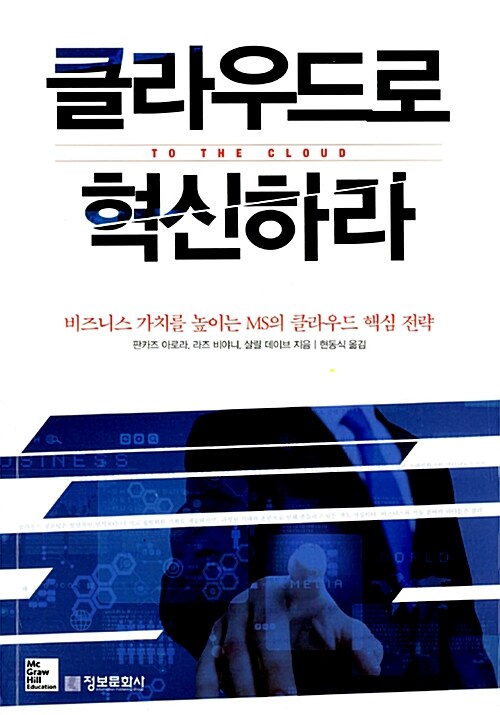 클라우드로
TO THE CLOUD
혁신하라
비즈니스 가치를 높이는 MS의 클라우드 핵심 전략
판카즈 아로라, 라즈 비야니, 살릴 데이브 지음 | 현동식 옮김
BUSINESS
WORLD
MEDIA
Mc
Graw
Hill
Education
정보문화사